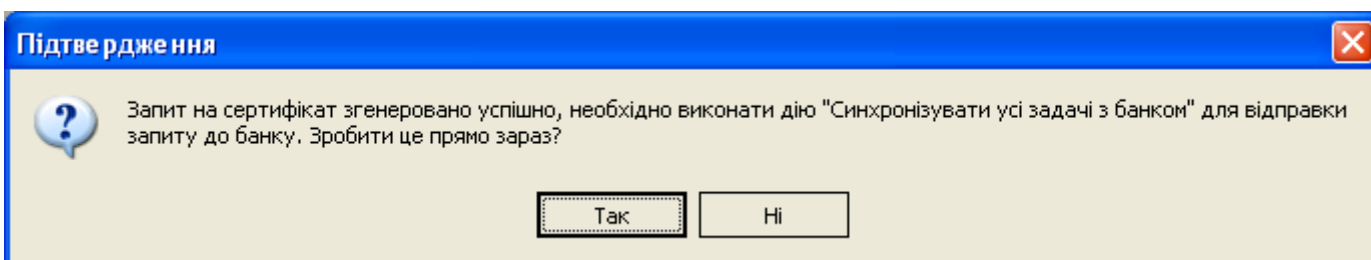 Підтвердження
Запит на сертифікат згенеровано успішно, необхідно виконати дію "Синхронізувати усі задачі з банком" для відправки
запиту до банку. Зробити це прямо зараз?
Так
Ні